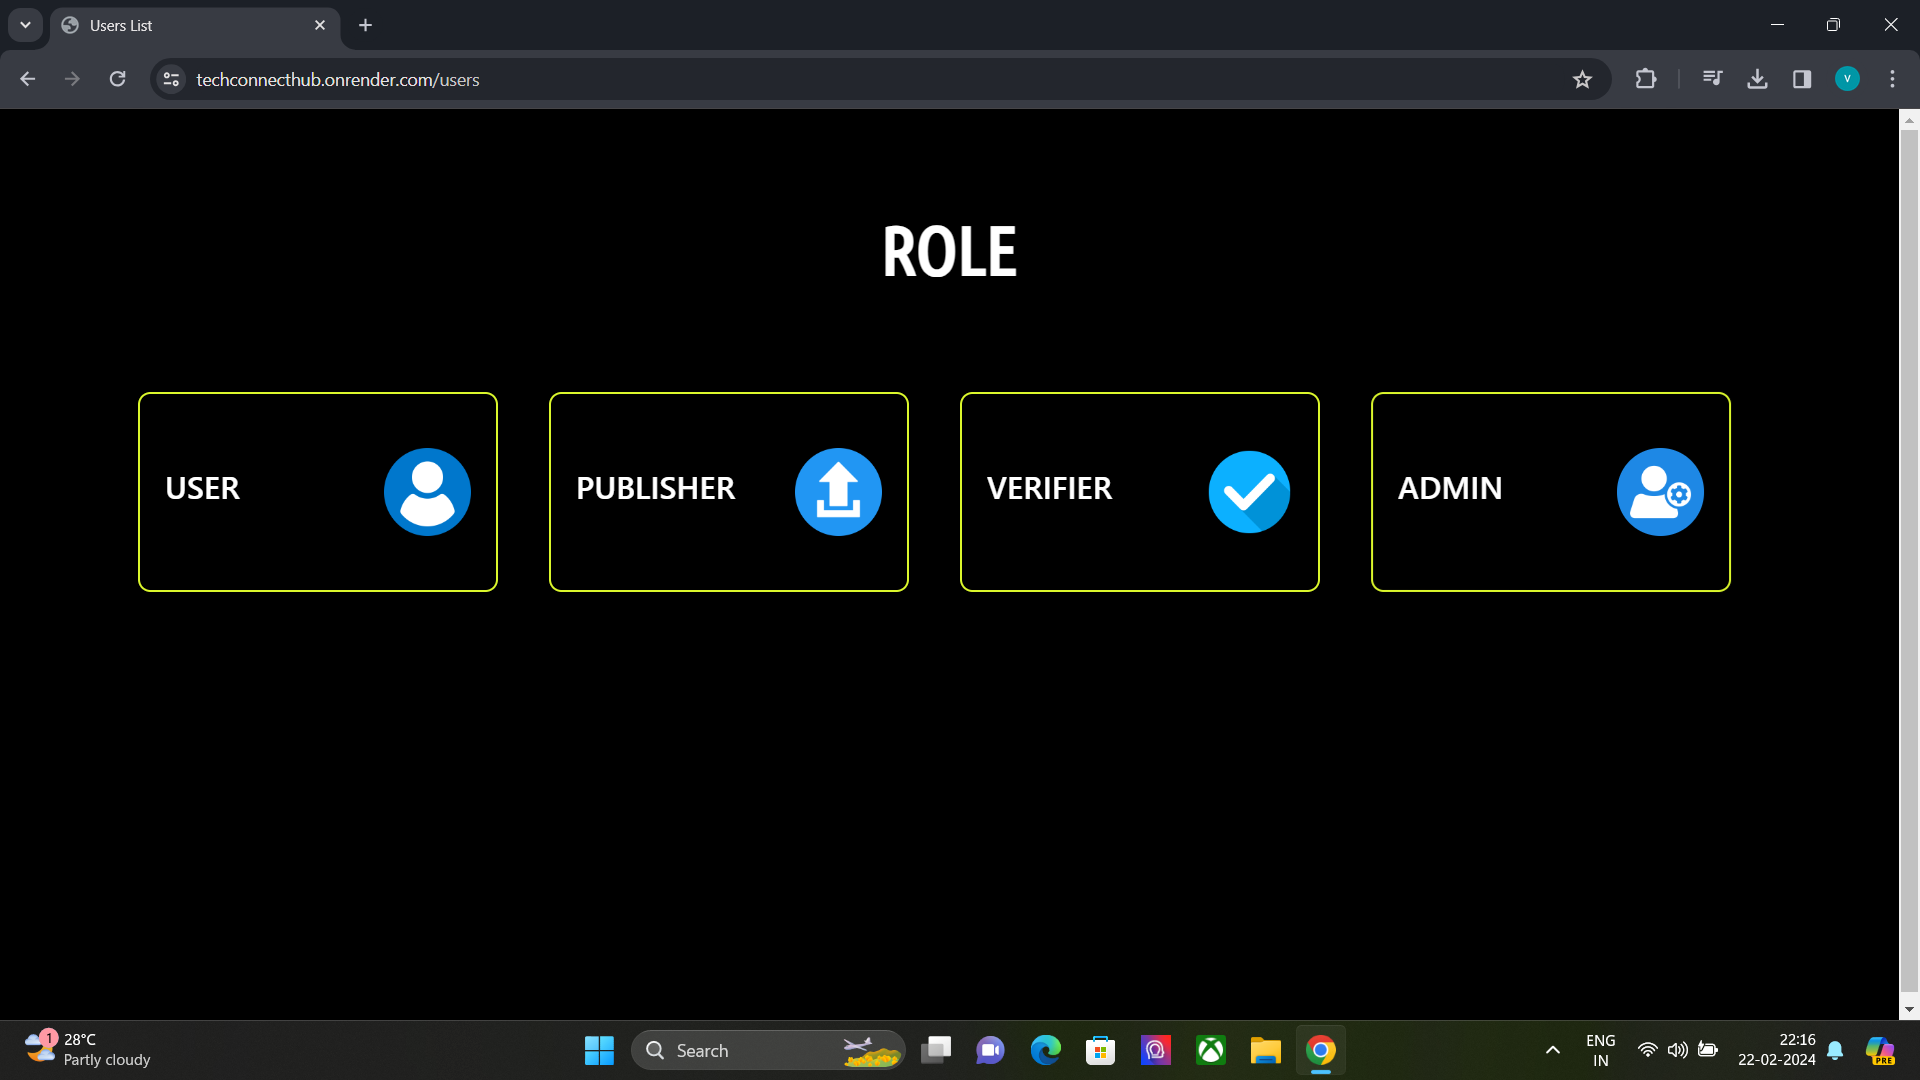 Users List
techconnecthub.onrender.com/users
V
ROLE
USER
PUBLISHER
VERIFIER
ADMIN
1
28°C
Partly cloudy
Search
ENG
IN
22:16
22-02-2024
PRE